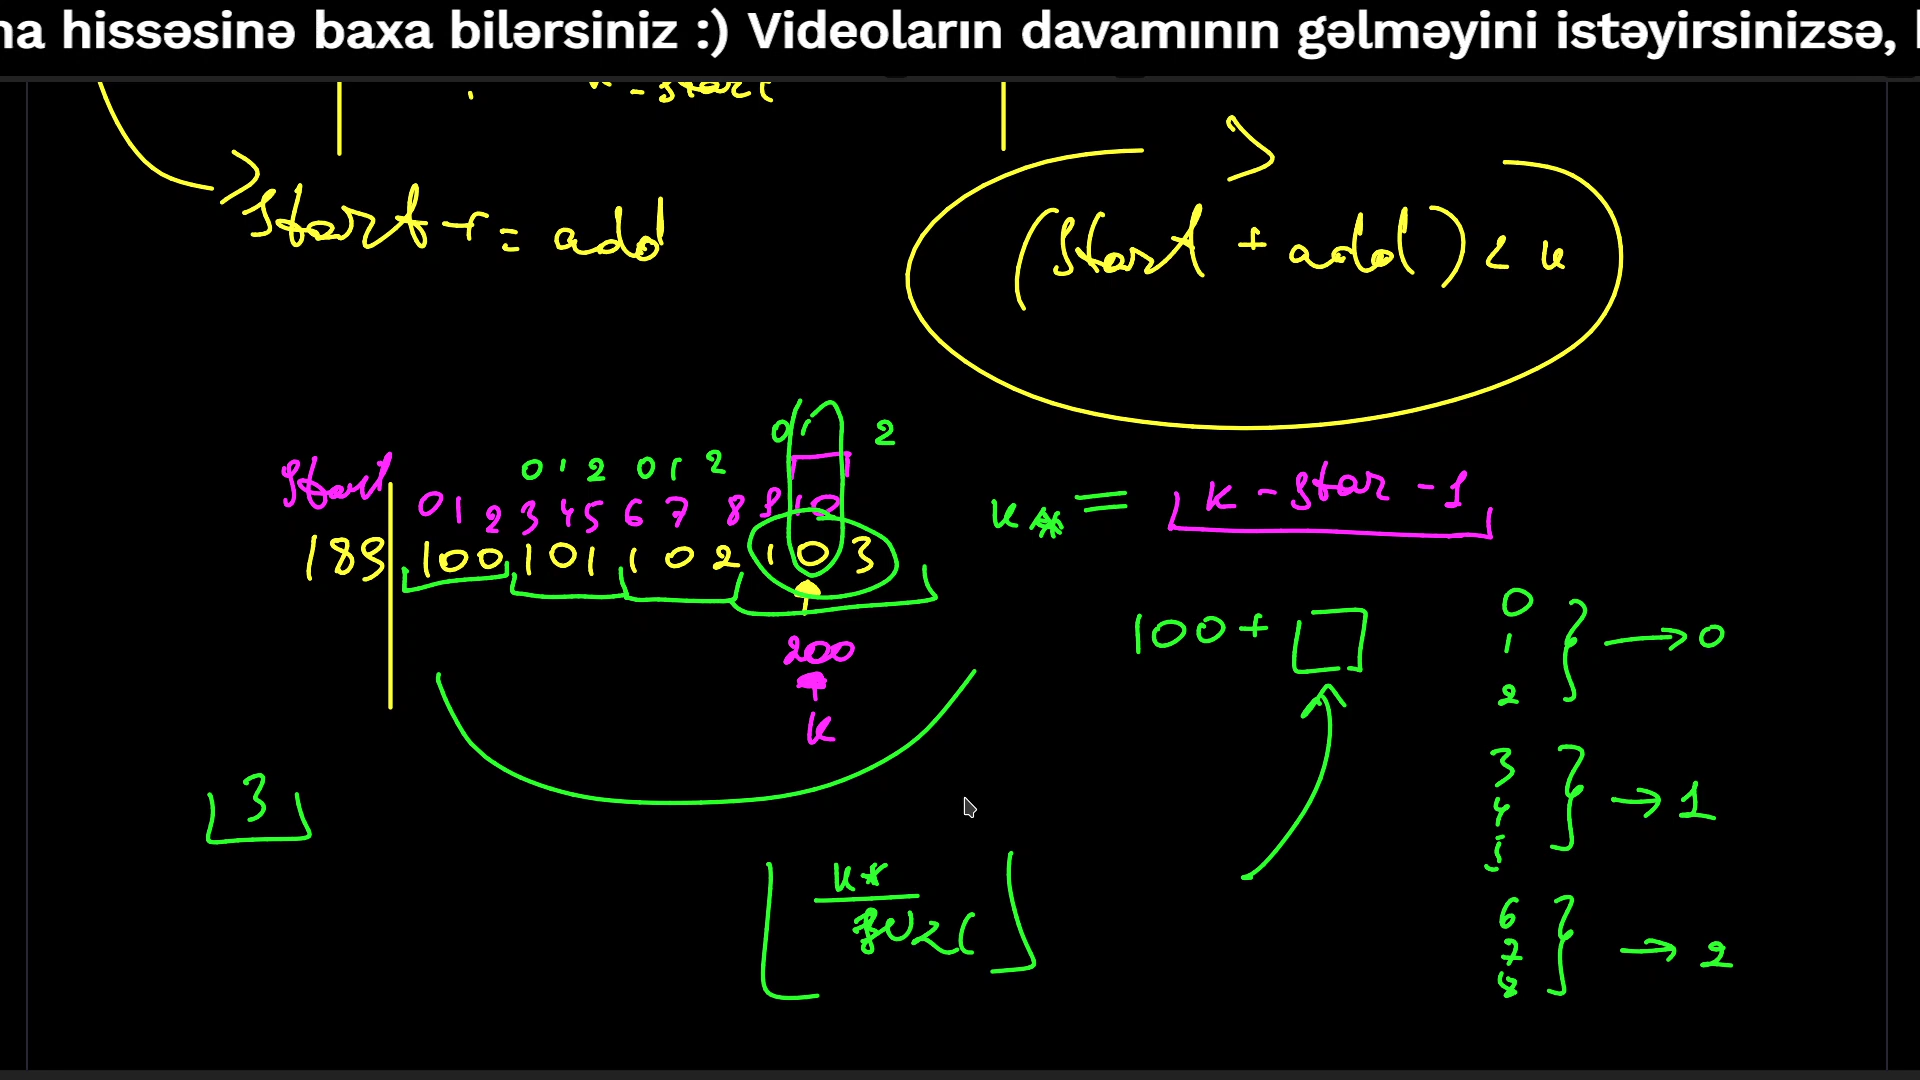 na hissəsinə baxa bilərsiniz :) Videoların davamının gəlməyini istəyirsinizsə,
-start
start += add
(start + add) < k
0 1 2
0 1 2 0 1 2
start 0 1 2 3 4 5 6 7 8 9 10
k* = k - star - 1
189 100 101 102 103
200
k
100 +
0
1
2
→ 0
3
4
5
→ 1
6
7
8
→ 2
3
k*